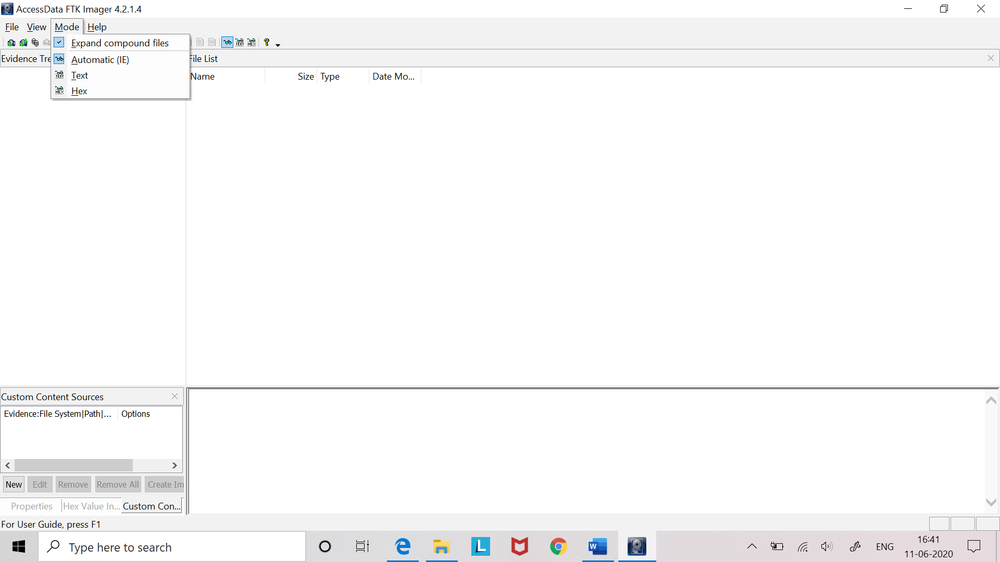 AccessData FTK Imager 4.2.1.4
File View Mode Help
Expand compound files
Automatic (IE)
Text
Hex
Evidence Tre
File List
Name Size Type Date Mo...
Custom Content Sources
Evidence:File System|Path|... Options
New Edit Remove Remove All Create Im
Properties Hex Value In... Custom Con...
For User Guide, press F1
Type here to search
ENG
16:41
11-06-2020